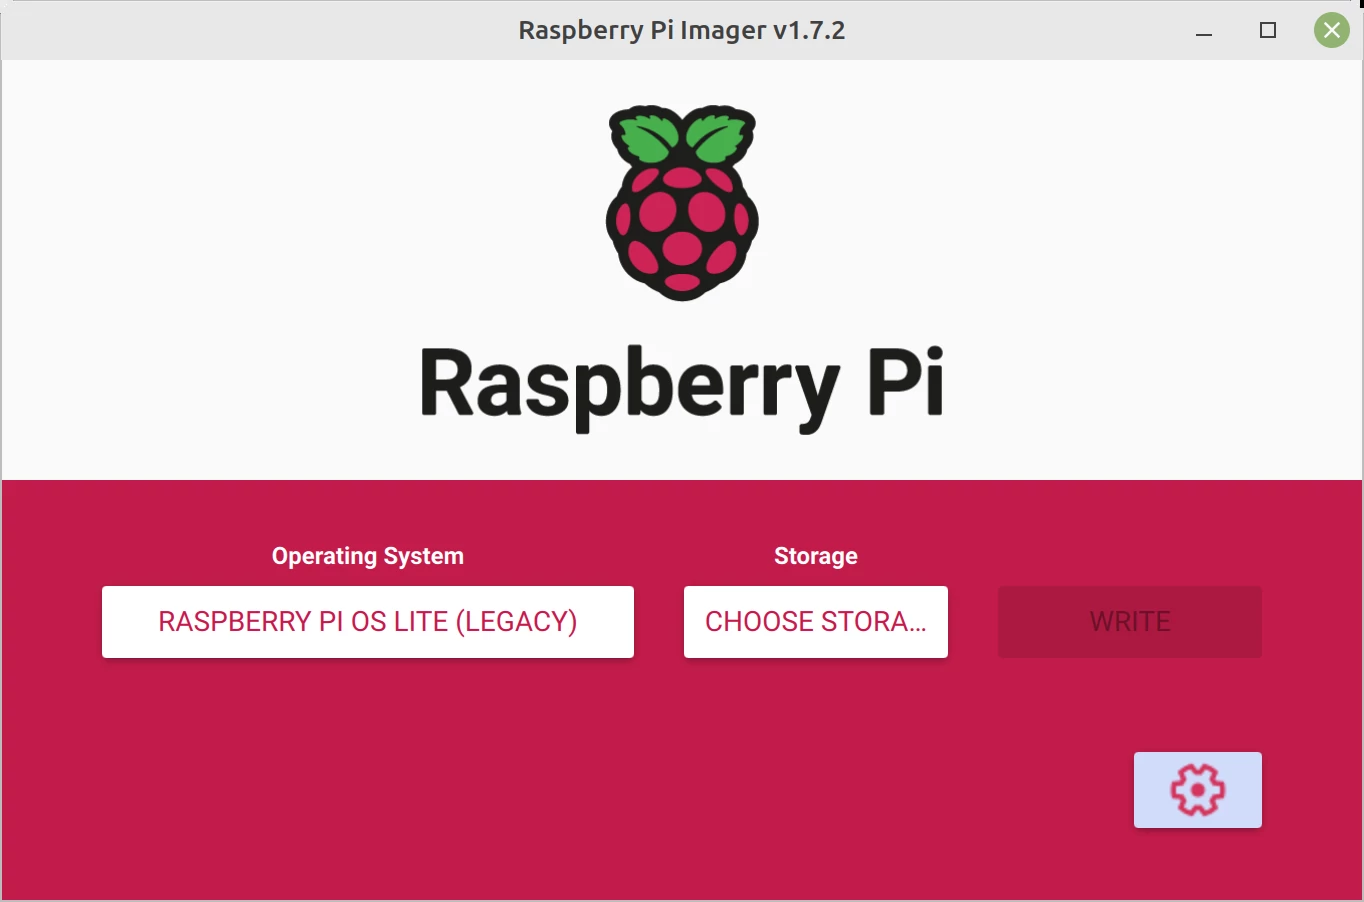 Raspberry Pi Imager v1.7.2
Raspberry Pi
Operating System
Storage
RASPBERRY PI OS LITE (LEGACY)
CHOOSE STORA...
WRITE